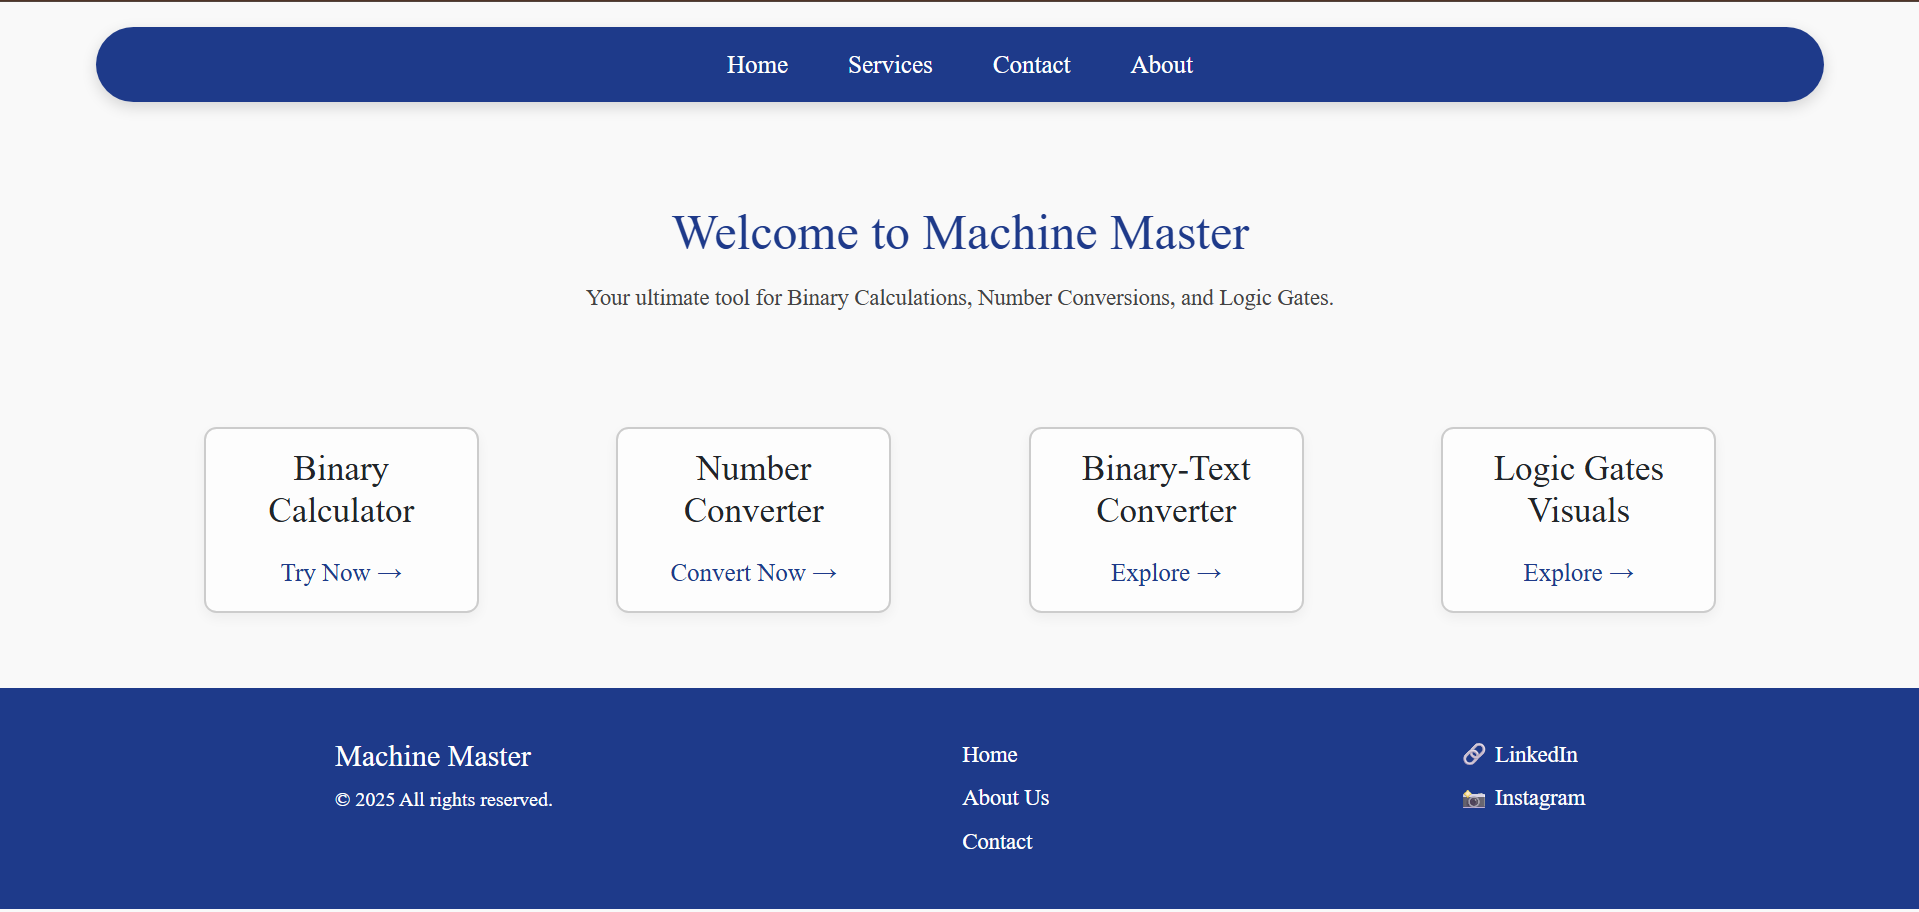 Home Services Contact About
Welcome to Machine Master
Your ultimate tool for Binary Calculations, Number Conversions, and Logic Gates.
Binary
Calculator
Try Now →
Number
Converter
Convert Now →
Binary-Text
Converter
Explore →
Logic Gates
Visuals
Explore →
Machine Master
© 2025 All rights reserved.
Home
About Us
Contact
LinkedIn
Instagram